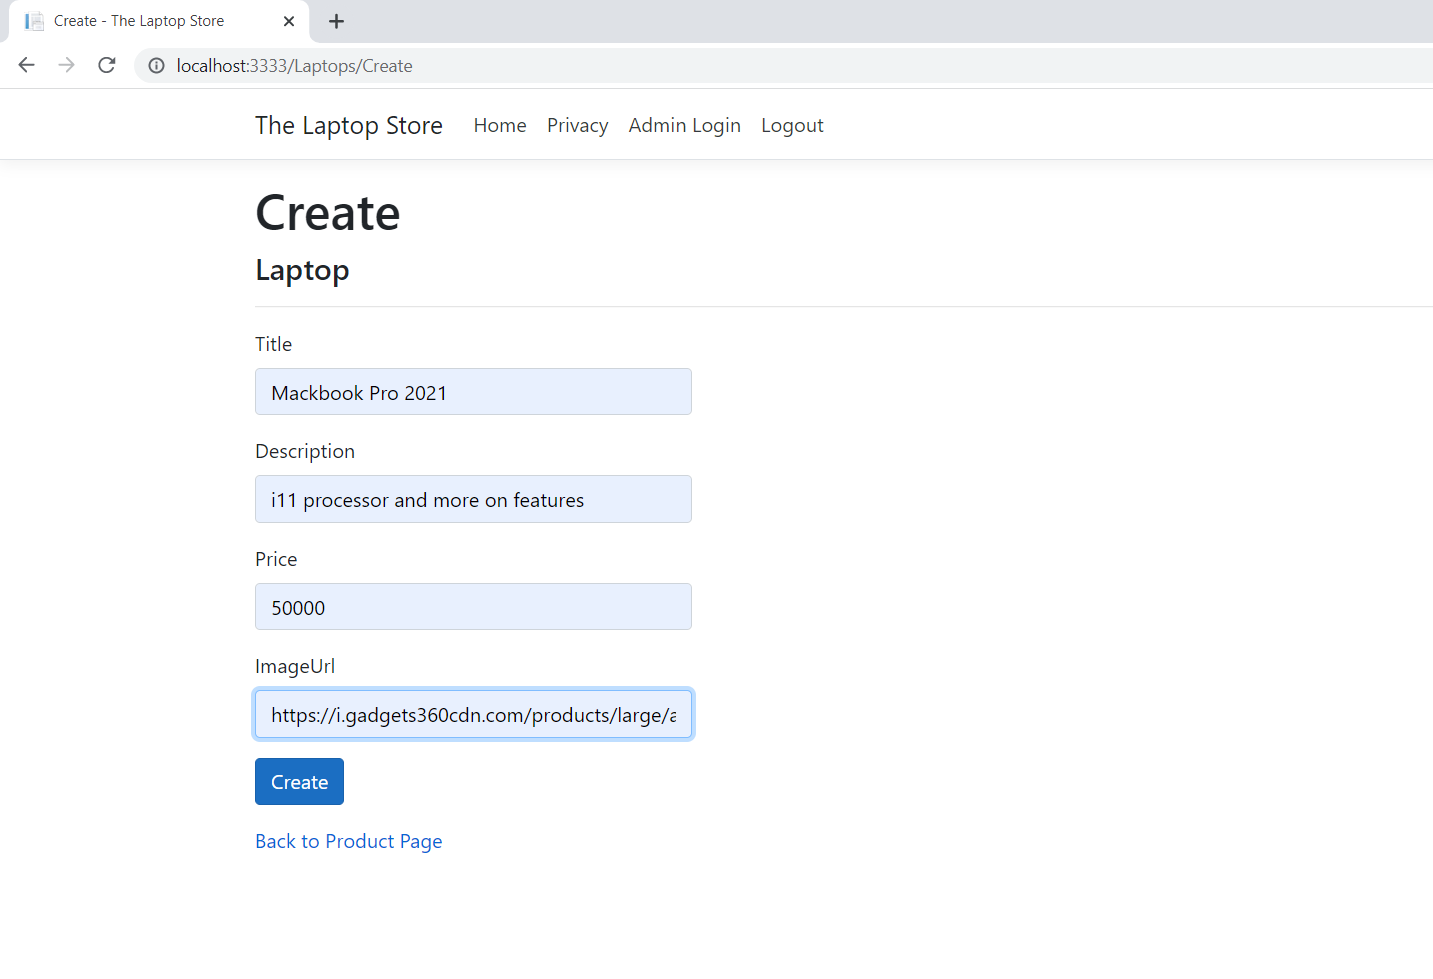 Create - The Laptop Store
localhost:3333/Laptops/Create
The Laptop Store Home Privacy Admin Login Logout
Create
Laptop
Title
Mackbook Pro 2021
Description
i11 processor and more on features
Price
50000
ImageUrl
https://i.gadgets360cdn.com/products/large/a
Create
Back to Product Page